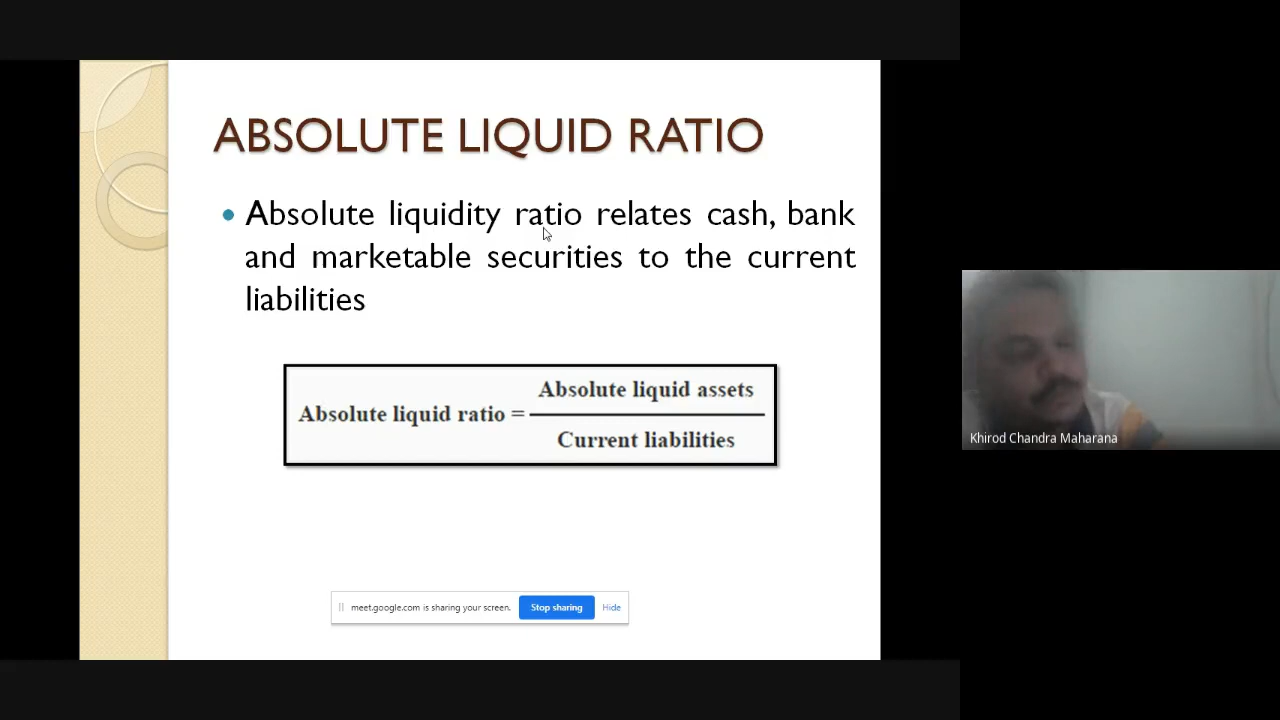 ABSOLUTE LIQUID RATIO
Absolute liquidity ratio relates cash, bank
and marketable securities to the current
liabilities
Absolute liquid ratio = Absolute liquid assets
Current liabilities
Khirod Chandra Maharana
meet.google.com is sharing your screen. Stop sharing Hide